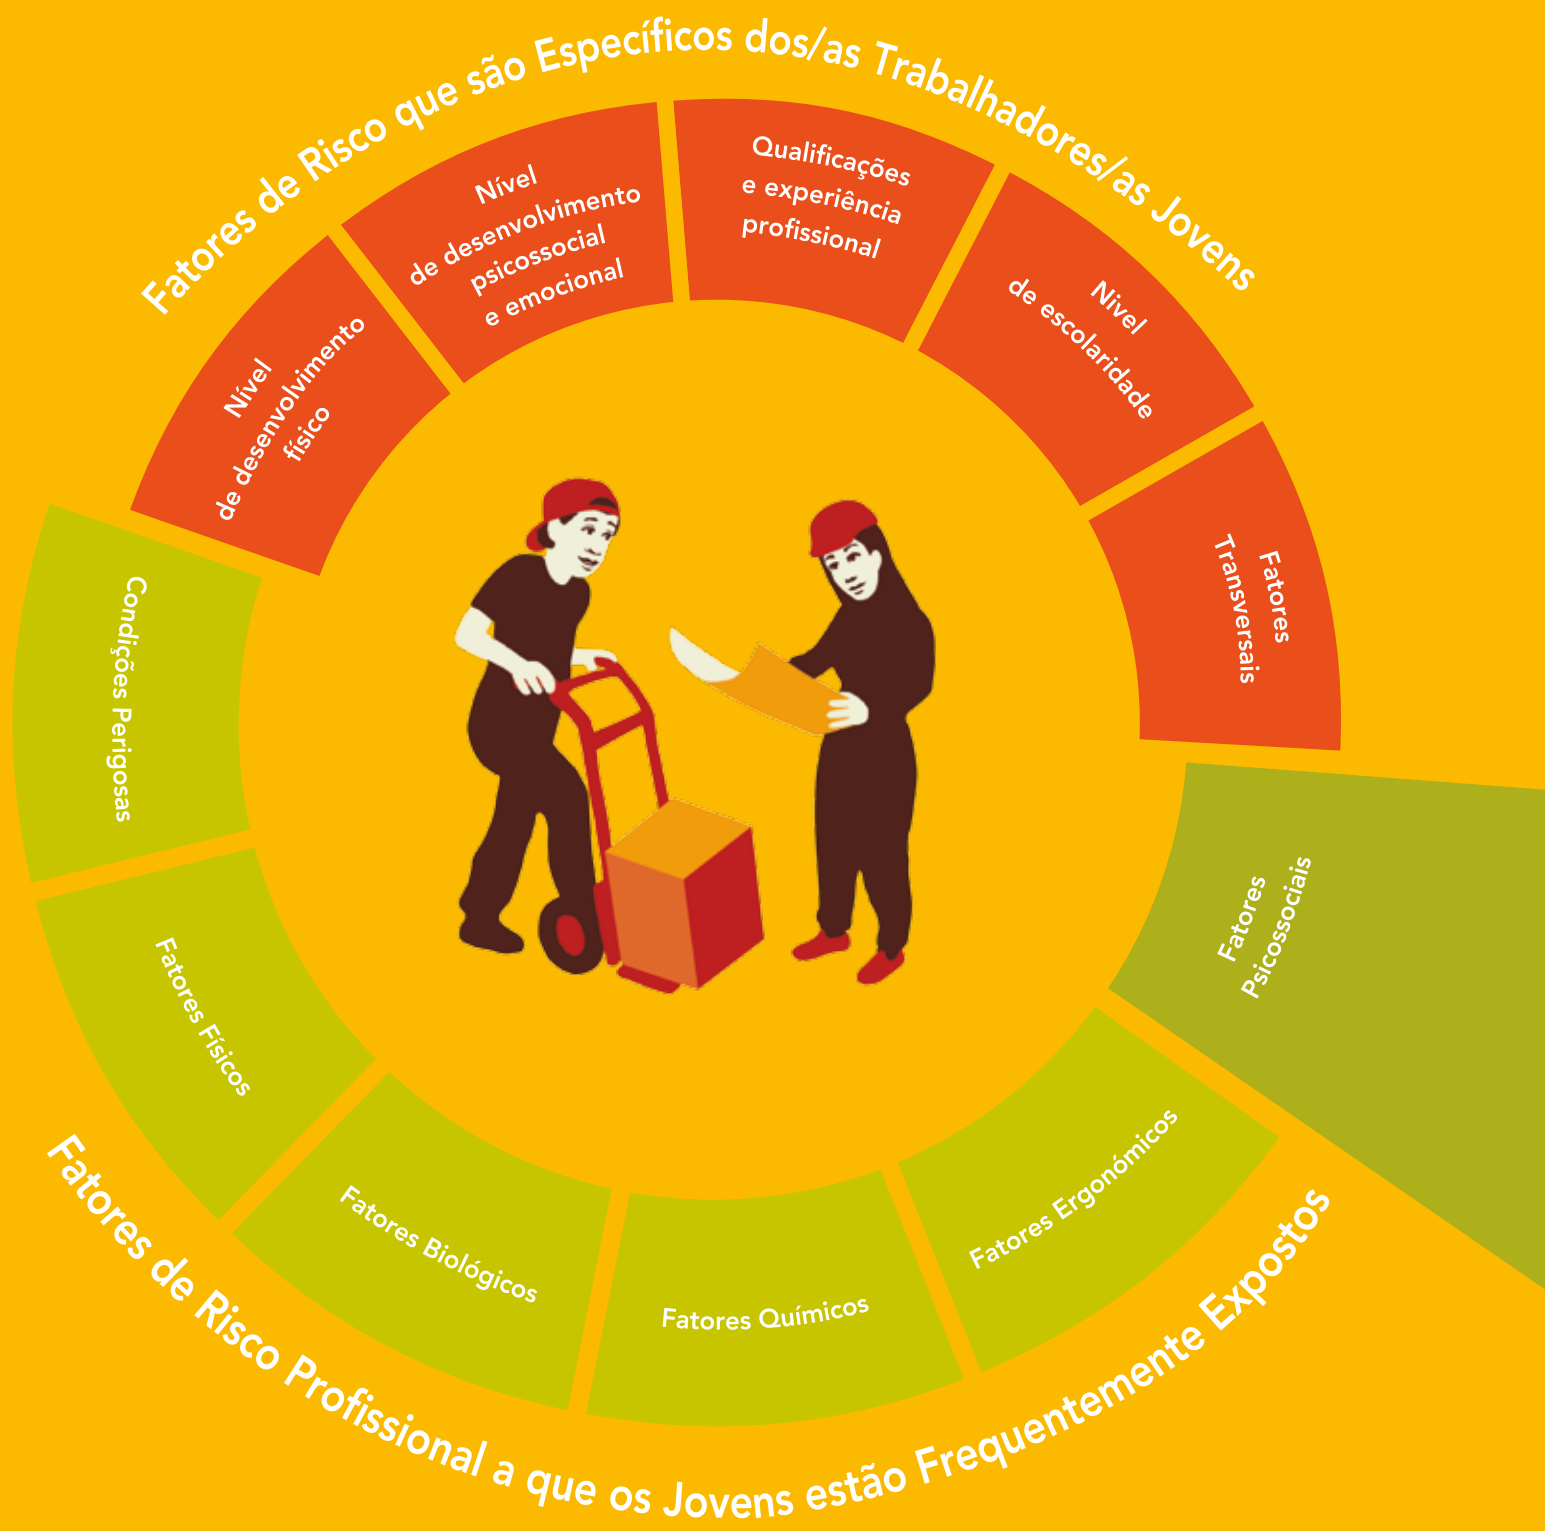 Fatores de Risco que são Específicos dos/as Trabalhadores/as Jovens
Nível
de desenvolvimento
físico
Nível
de desenvolvimento
psicossocial
e emocional
Qualificações
e experiência
profissional
Nivel
de escolaridade
Fatores
Transversais
Condições Perigosas
Fatores Físicos
Fatores Biológicos
Fatores Químicos
Fatores Ergonómicos
Fatores
Psicossociais
Fatores de Risco Profissional a que os Jovens estão Frequentemente Expostos